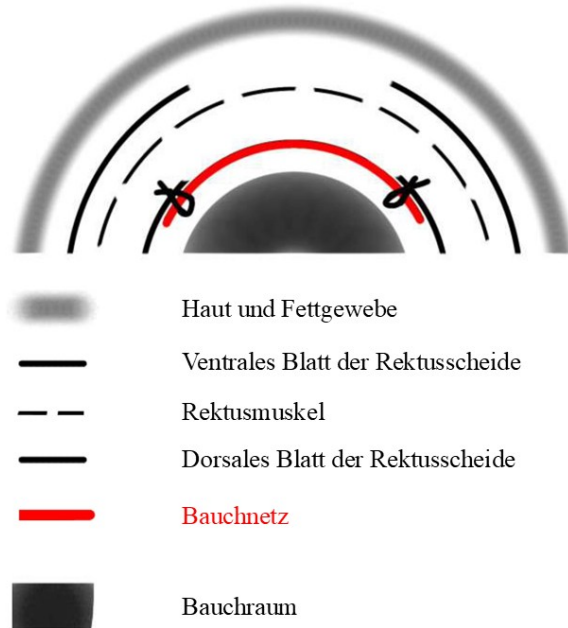 Haut und Fettgewebe
Ventrales Blatt der Rektusscheide
Rektusmuskel
Dorsales Blatt der Rektusscheide
Bauchnetz
Bauchraum